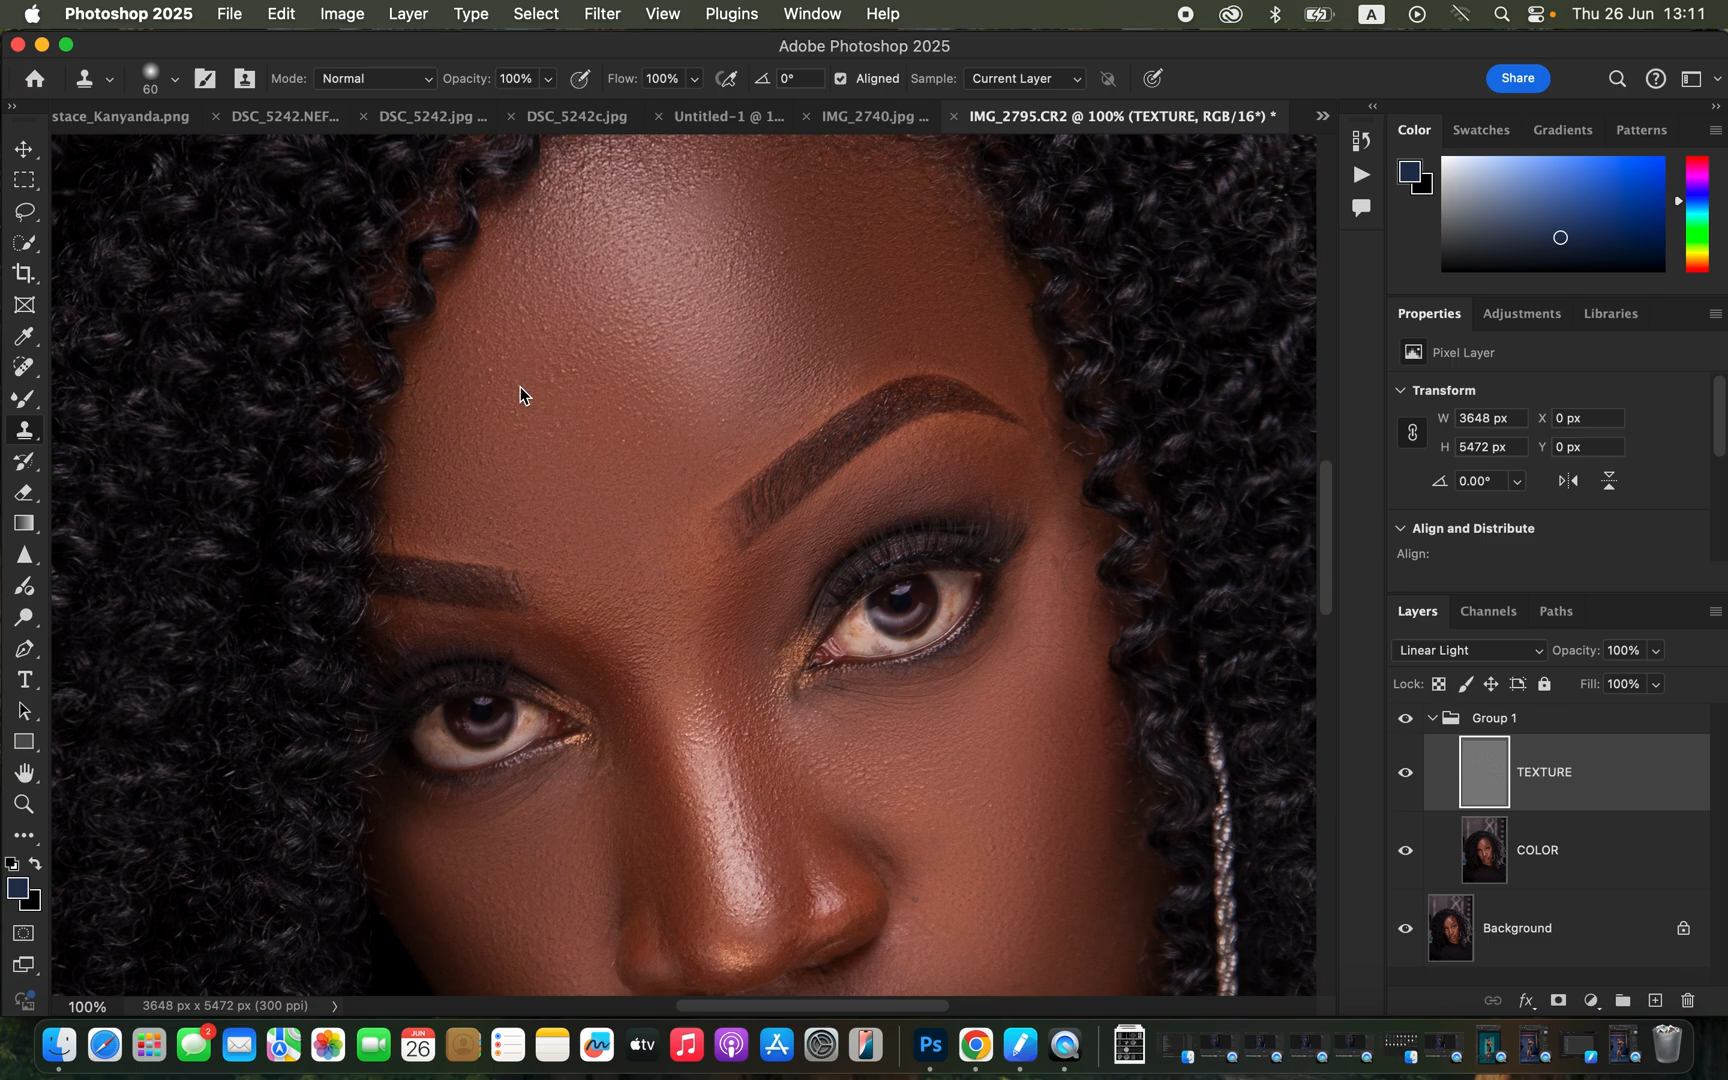 Photoshop 2025 File Edit Image Layer Type Select Filter View Plugins Window Help A Thu 26 Jun 13:11
Adobe Photoshop 2025
60 Mode: Normal Opacity: 100% Flow: 100% 0° Aligned Sample: Current Layer Share
stace_Kanyanda.png × DSC_5242.NEF... × DSC_5242.jpg ... × DSC_5242c.jpg × Untitled-1 @ 1... × IMG_2740.jpg ... × IMG_2795.CR2 @ 100% (TEXTURE, RGB/16*) *
Color Swatches Gradients Patterns
Properties Adjustments Libraries
Pixel Layer
Transform
W 3648 px X 0 px
H 5472 px Y 0 px
0.00°
Align and Distribute
Align:
Layers Channels Paths
Linear Light Opacity: 100%
Lock: Fill: 100%
Group 1
TEXTURE
COLOR
Background
100% 3648 px x 5472 px (300 ppi)
2
JUN
26
tv
Ps